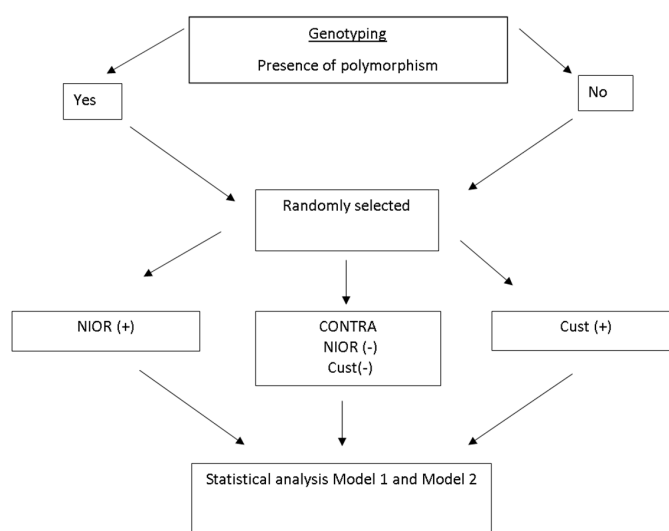 Genotyping
Presence of polymorphism
Yes
No
Randomly selected
NIOR (+)
CONTRA
NIOR (-)
Cust(-)
Cust (+)
Statistical analysis Model 1 and Model 2